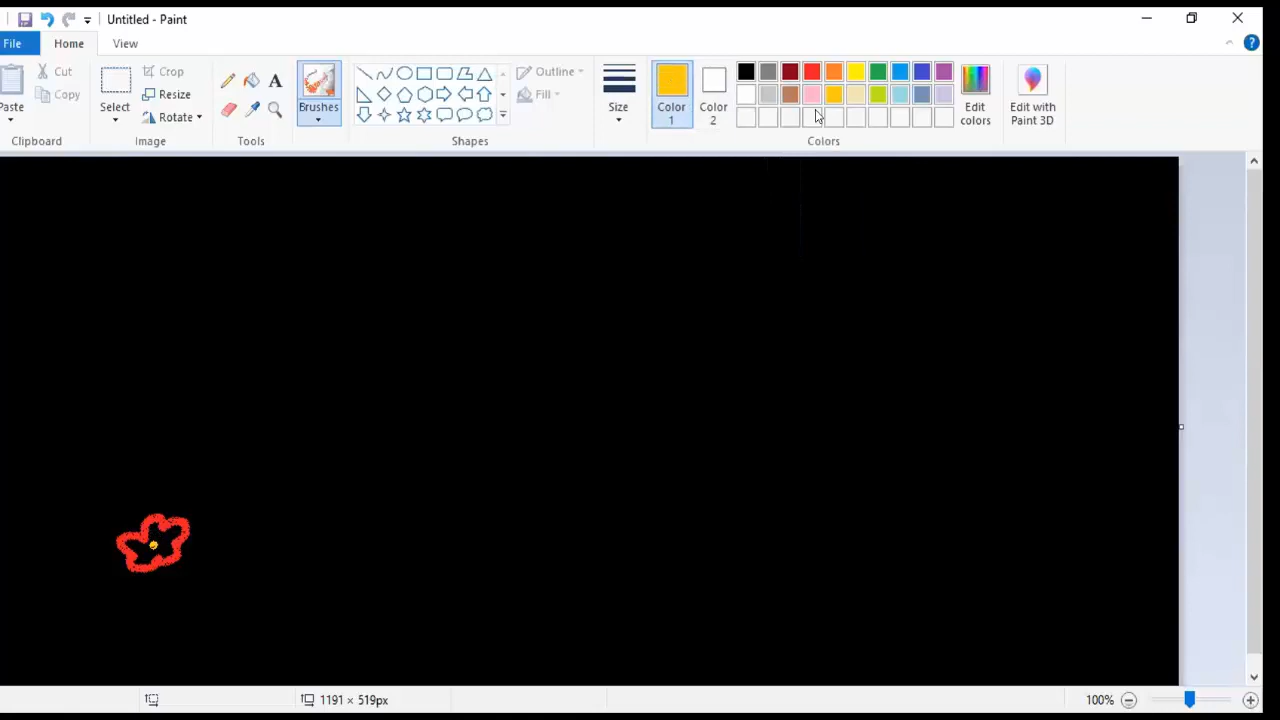 Untitled - Paint
File Home View
Paste
Cut
Copy
Clipboard
Select
Crop
Resize
Rotate
Image
A
Tools
Brushes
Shapes
Outline
Fill
Size
Color 1
Color 2
Colors
Edit colors
Edit with Paint 3D
?
1191 × 519px
100%